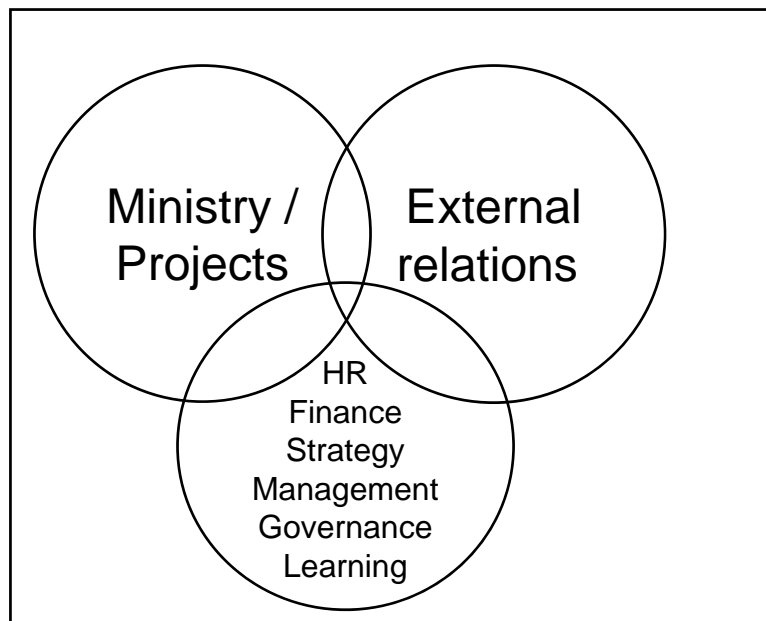 Ministry /
Projects
External
relations
HR
Finance
Strategy
Management
Governance
Learning